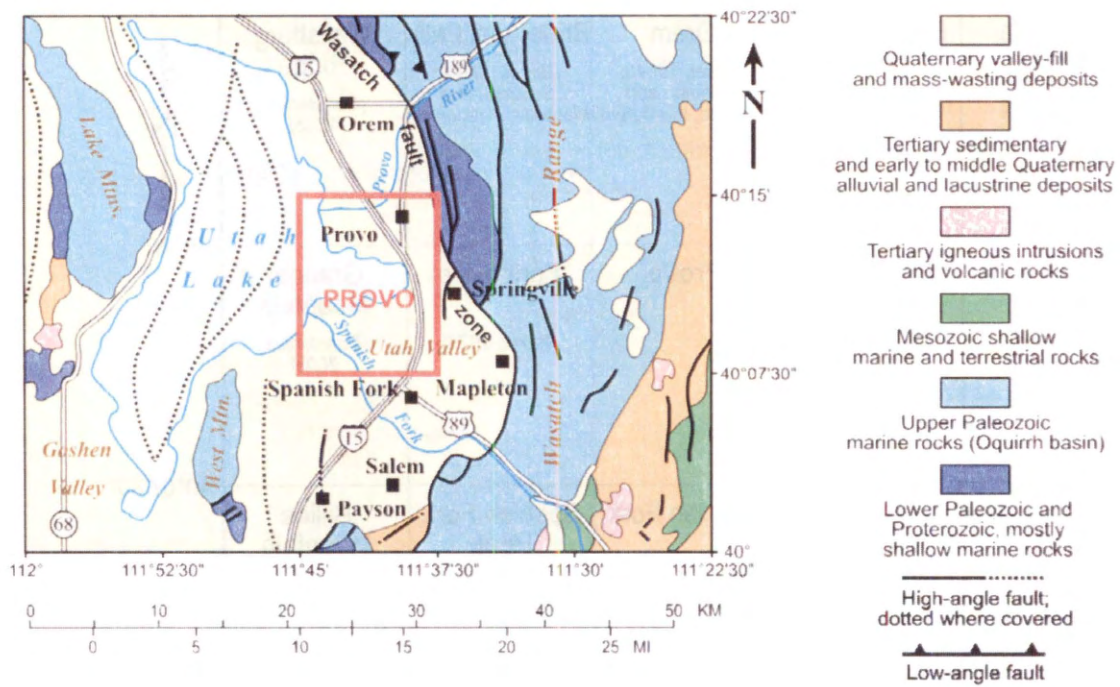 40°22'30"
40°15'
40°07'30"
40°
112°
111°52'30"
111°45'
111°37'30"
111°30'
111°22'30"
Wasatch
fault
zone
15
189
River
Provo
Orem
Lake Mtns.
Utah
Lake
Provo
PROVO
Springville
Utah Valley
Range
Wasatch
Spanish
Fork
Spanish Fork
Mapleton
89
15
Salem
Payson
West Mtn.
Goshen
Valley
68
N
0 10 20 30 40 50 KM
0 5 10 15 20 25 MI
Quaternary valley-fill
and mass-wasting deposits
Tertiary sedimentary
and early to middle Quaternary
alluvial and lacustrine deposits
Tertiary igneous intrusions
and volcanic rocks
Mesozoic shallow
marine and terrestrial rocks
Upper Paleozoic
marine rocks (Oquirrh basin)
Lower Paleozoic and
Proterozoic, mostly
shallow marine rocks
High-angle fault;
dotted where covered
Low-angle fault